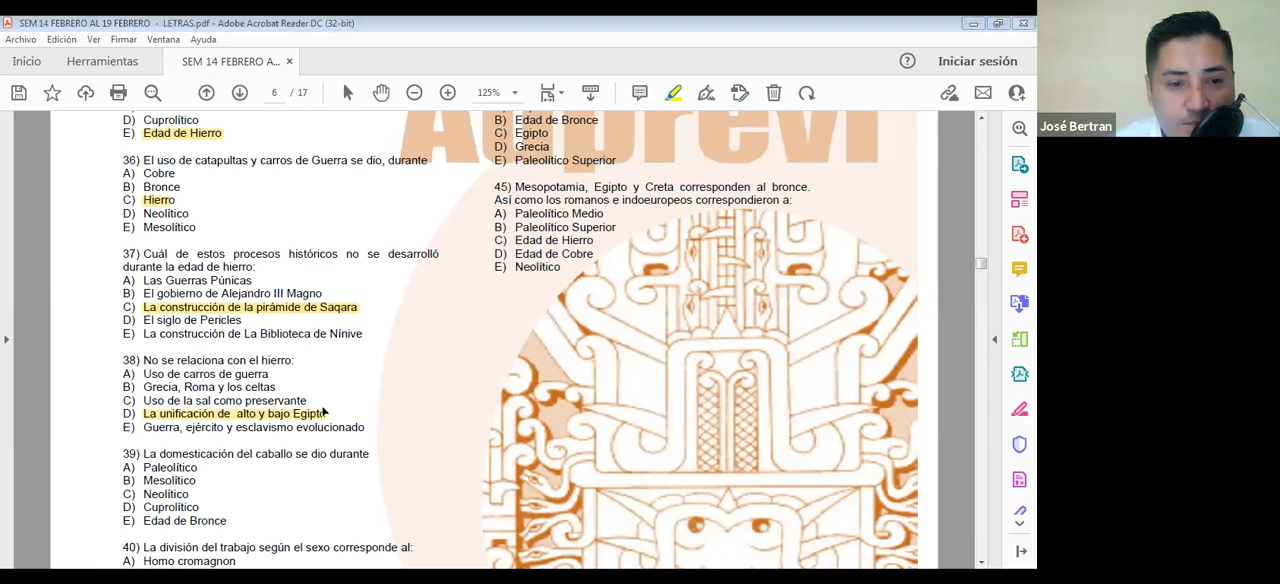 SEM 14 FEBRERO AL 19 FEBRERO - LETRAS.pdf - Adobe Acrobat Reader DC (32-bit)
Archivo Edición Ver Firmar Ventana Ayuda
Inicio Herramientas SEM 14 FEBRERO A... × Iniciar sesión
6 / 17 125%
José Bertran
Auprevi
D) Cuprolítico
E) Edad de Hierro
36) El uso de catapultas y carros de Guerra se dio, durante
A) Cobre
B) Bronce
C) Hierro
D) Neolítico
E) Mesolítico
37) Cuál de estos procesos históricos no se desarrolló
durante la edad de hierro:
A) Las Guerras Púnicas
B) El gobierno de Alejandro III Magno
C) La construcción de la pirámide de Saqara
D) El siglo de Pericles
E) La construcción de La Biblioteca de Nínive
38) No se relaciona con el hierro:
A) Uso de carros de guerra
B) Grecia, Roma y los celtas
C) Uso de la sal como preservante
D) La unificación de alto y bajo Egipto
E) Guerra, ejército y esclavismo evolucionado
39) La domesticación del caballo se dio durante
A) Paleolítico
B) Mesolítico
C) Neolítico
D) Cuprolítico
E) Edad de Bronce
40) La división del trabajo según el sexo corresponde al:
A) Homo cromagnon
B) Edad de Bronce
C) Egipto
D) Grecia
E) Paleolítico Superior
45) Mesopotamia, Egipto y Creta corresponden al bronce.
Así como los romanos e indoeuropeos correspondieron a:
A) Paleolítico Medio
B) Paleolítico Superior
C) Edad de Hierro
D) Edad de Cobre
E) Neolítico